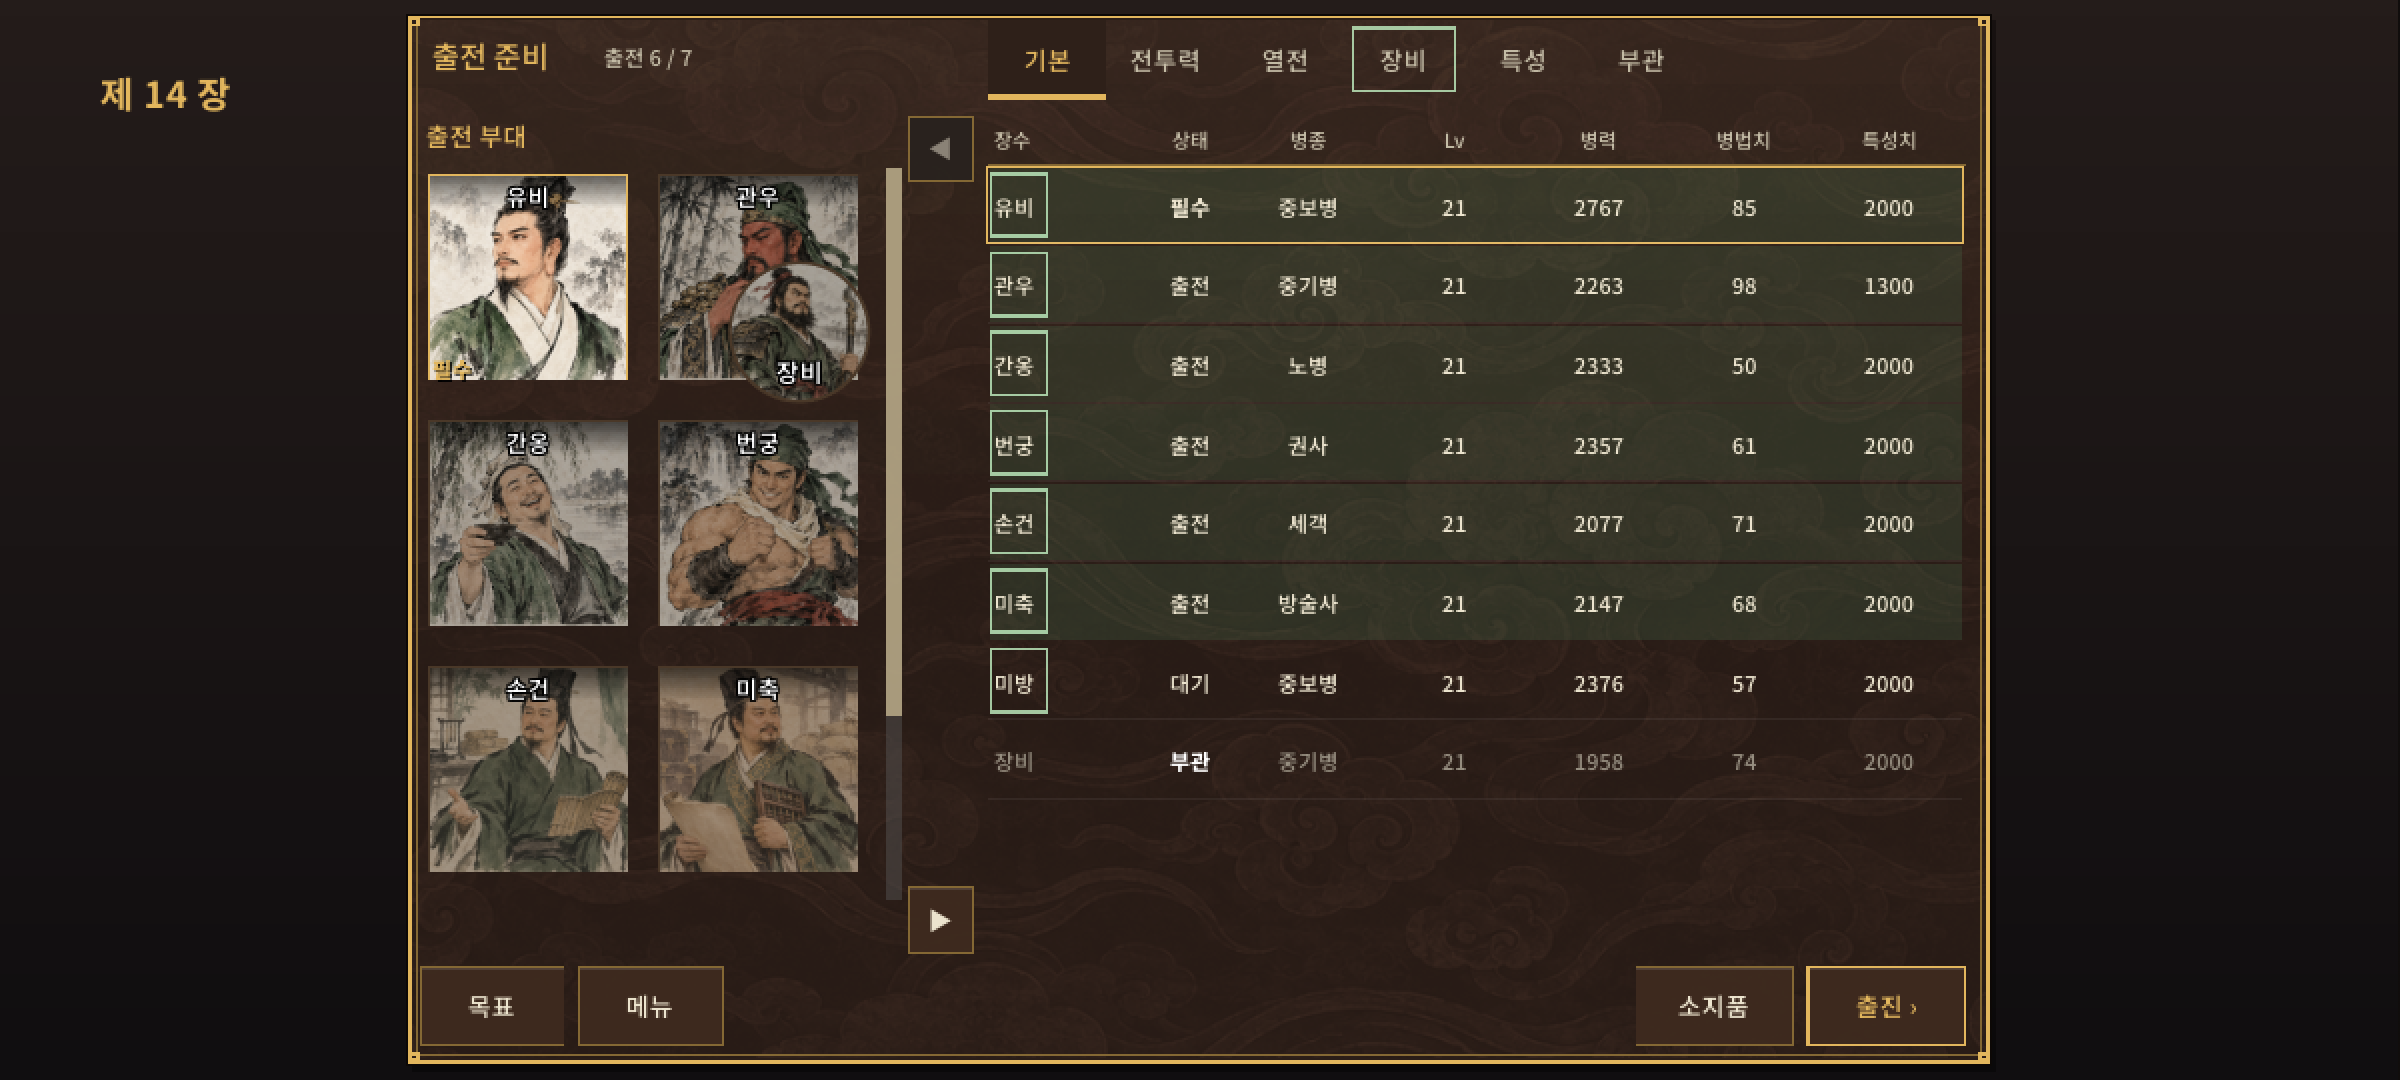 제 14 장
출전 준비 출전 6 / 7
기본 전투력 열전 장비 특성 부관
출전 부대
유비 관우
필수 장비
간옹 번궁
손건 미축
◀
▶
장수 상태 병종 Lv 병력 병법치 특성치
유비 필수 중보병 21 2767 85 2000
관우 출전 중기병 21 2263 98 1300
간옹 출전 노병 21 2333 50 2000
번궁 출전 권사 21 2357 61 2000
손건 출전 세객 21 2077 71 2000
미축 출전 방술사 21 2147 68 2000
미방 대기 중보병 21 2376 57 2000
장비 부관 중기병 21 1958 74 2000
목표 메뉴 소지품 출진 ›